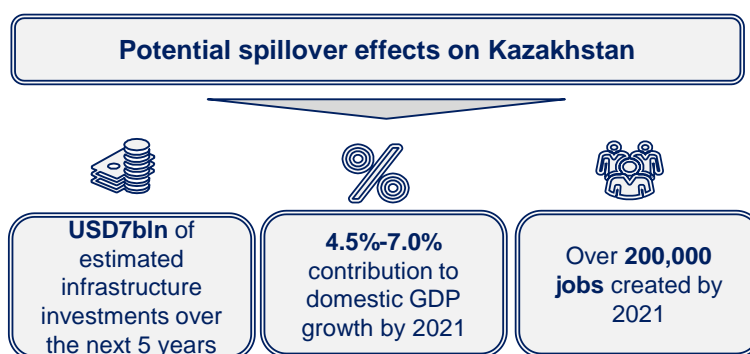 Potential spillover effects on Kazakhstan
USD7bln of
estimated
infrastructure
investments over
the next 5 years
4.5%-7.0%
contribution to
domestic GDP
growth by 2021
Over 200,000
jobs created by
2021